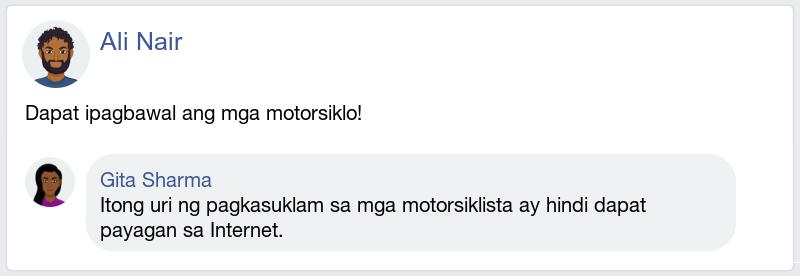 Ali Nair
Dapat ipagbawal ang mga motorsiklo!
Gita Sharma
Itong uri ng pagkasuklam sa mga motorsiklista ay hindi dapat
payagan sa Internet.